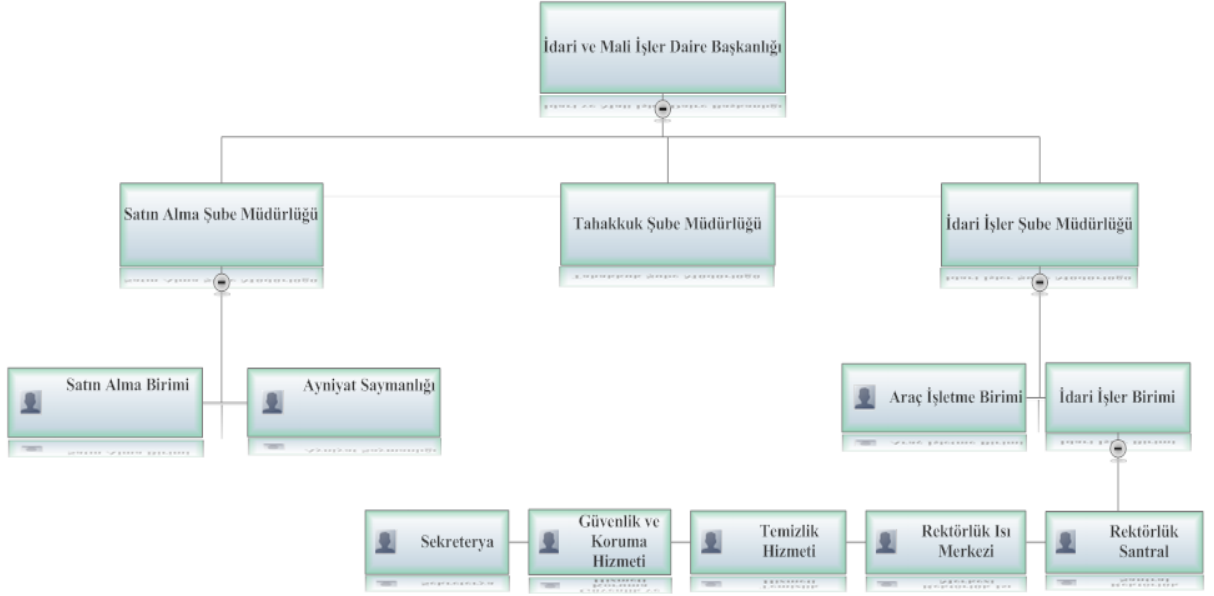 İdari ve Mali İşler Daire Başkanlığı
Satın Alma Şube Müdürlüğü
Tahakkuk Şube Müdürlüğü
İdari İşler Şube Müdürlüğü
Satın Alma Birimi
Ayniyat Saymanlığı
Araç İşletme Birimi
İdari İşler Birimi
Sekreterya
Güvenlik ve
Koruma
Hizmeti
Temizlik
Hizmeti
Rektörlük Isı
Merkezi
Rektörlük
Santral